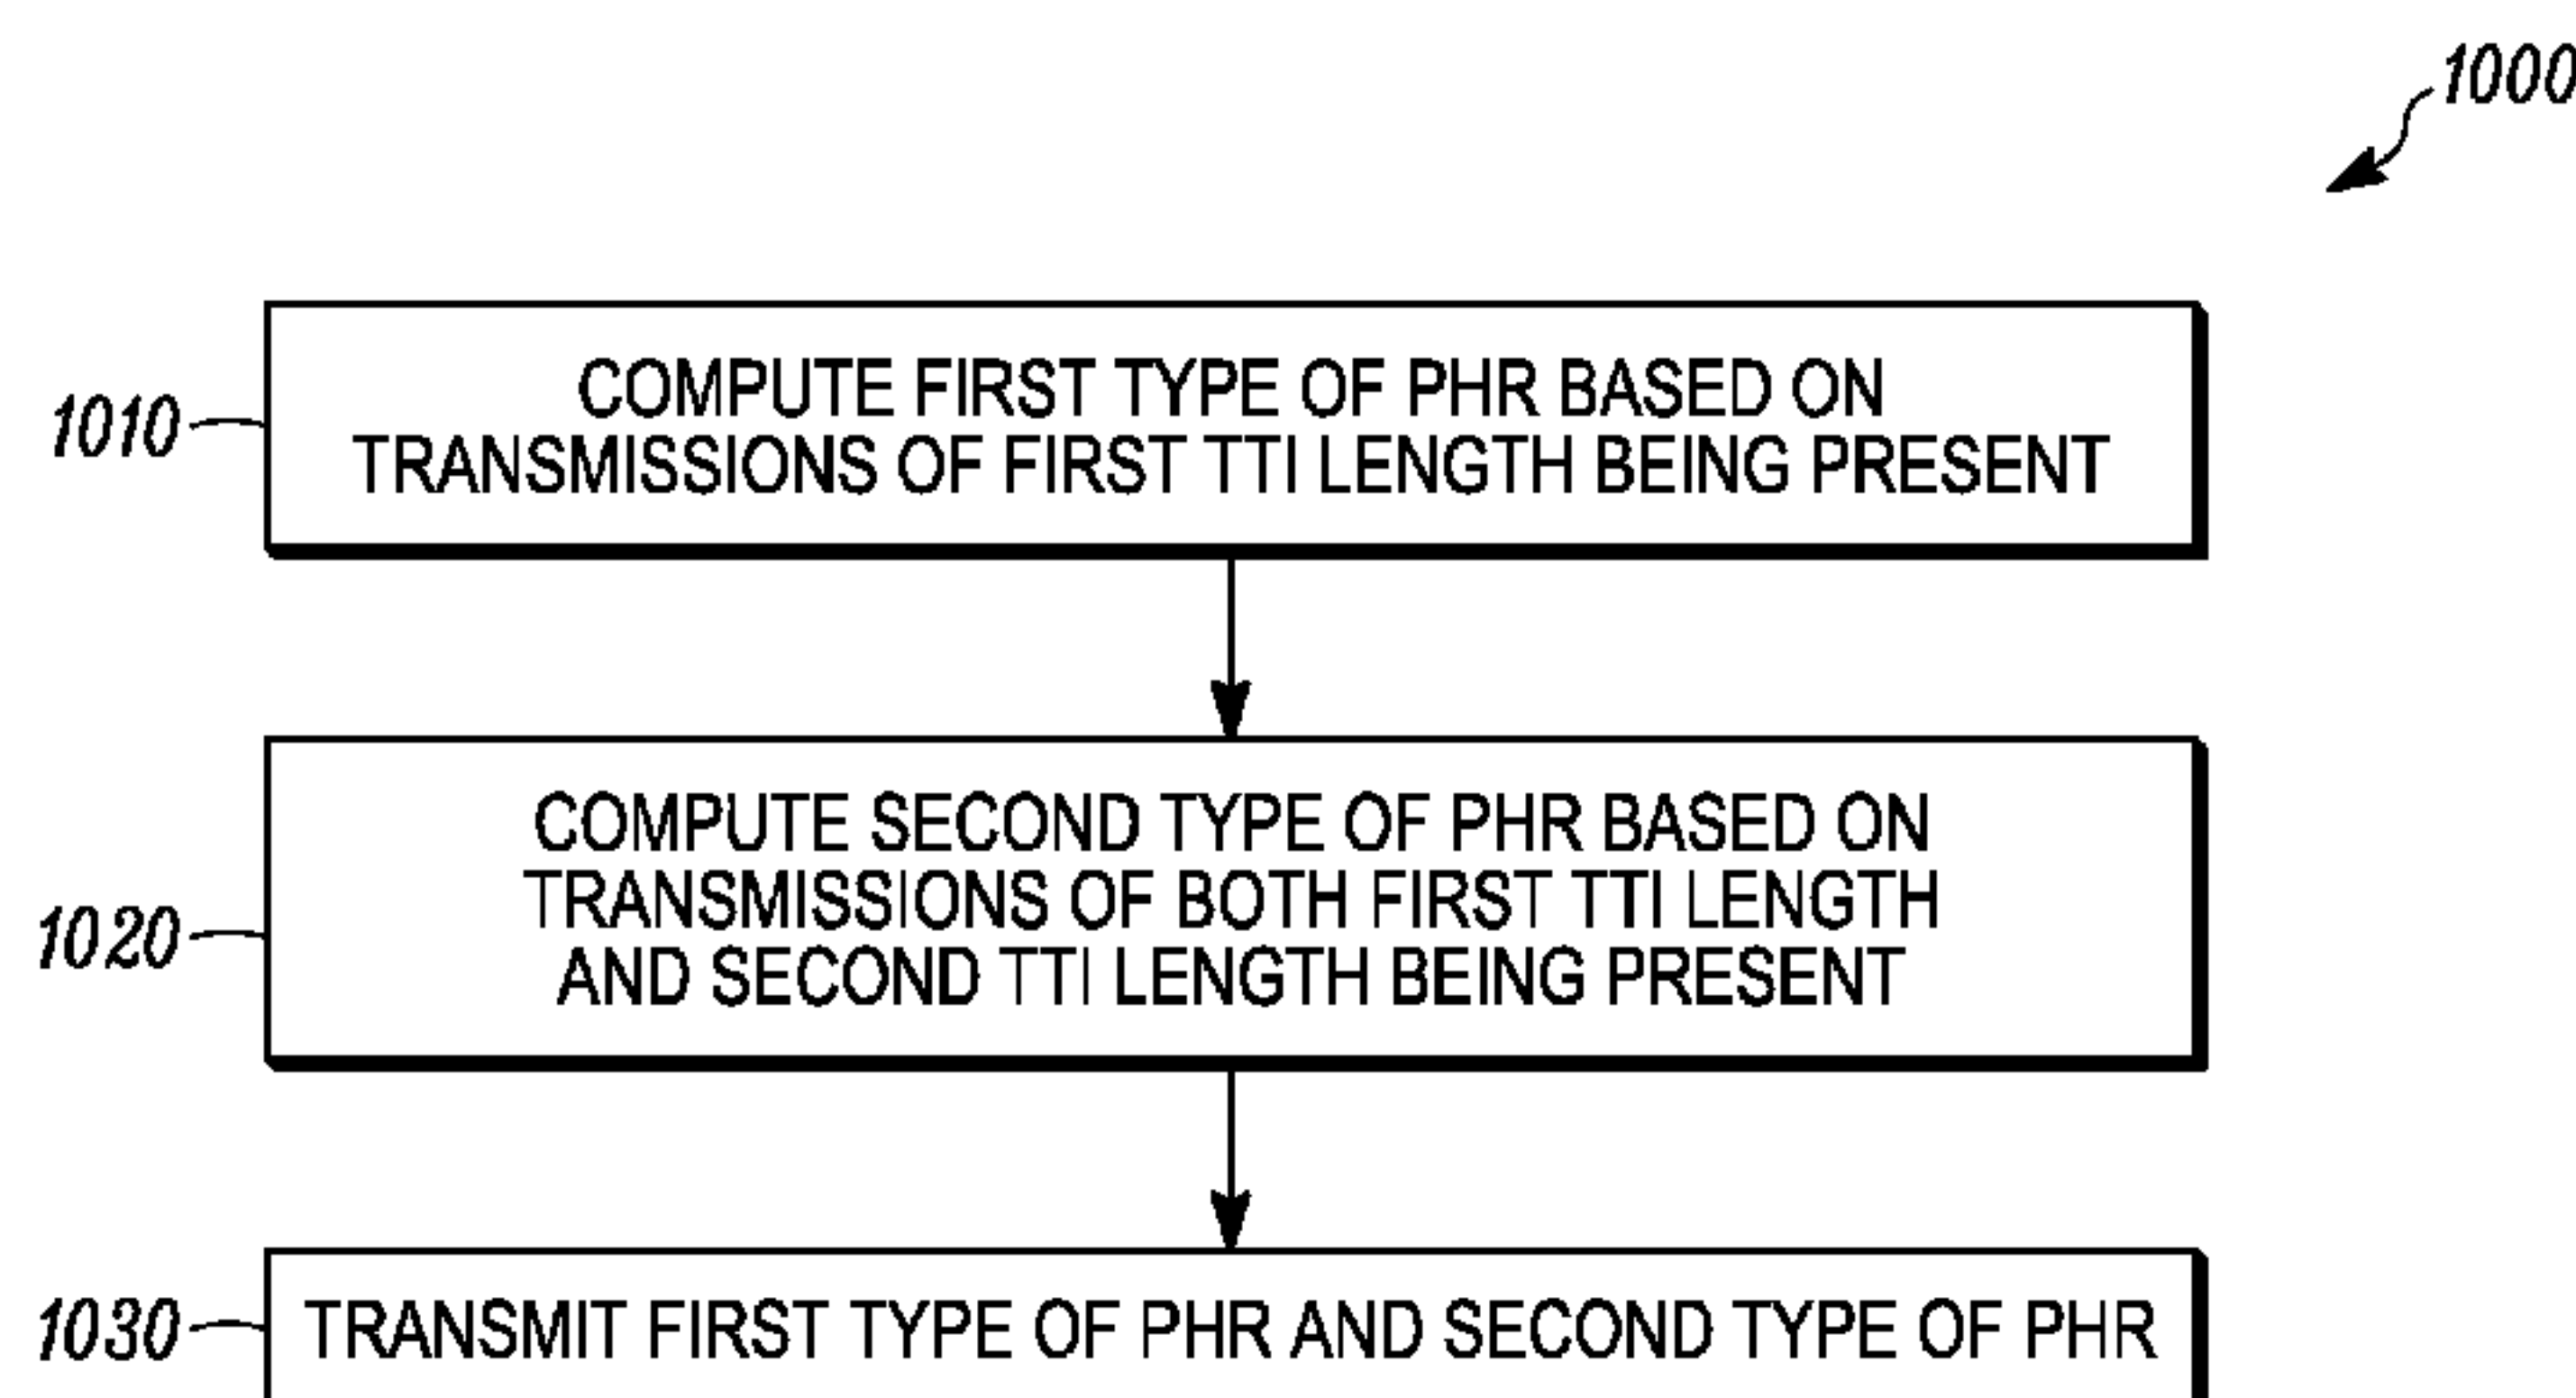 1000
1010
COMPUTE FIRST TYPE OF PHR BASED ON
TRANSMISSIONS OF FIRST TTI LENGTH BEING PRESENT
1020
COMPUTE SECOND TYPE OF PHR BASED ON
TRANSMISSIONS OF BOTH FIRST TTI LENGTH
AND SECOND TTI LENGTH BEING PRESENT
1030
TRANSMIT FIRST TYPE OF PHR AND SECOND TYPE OF PHR